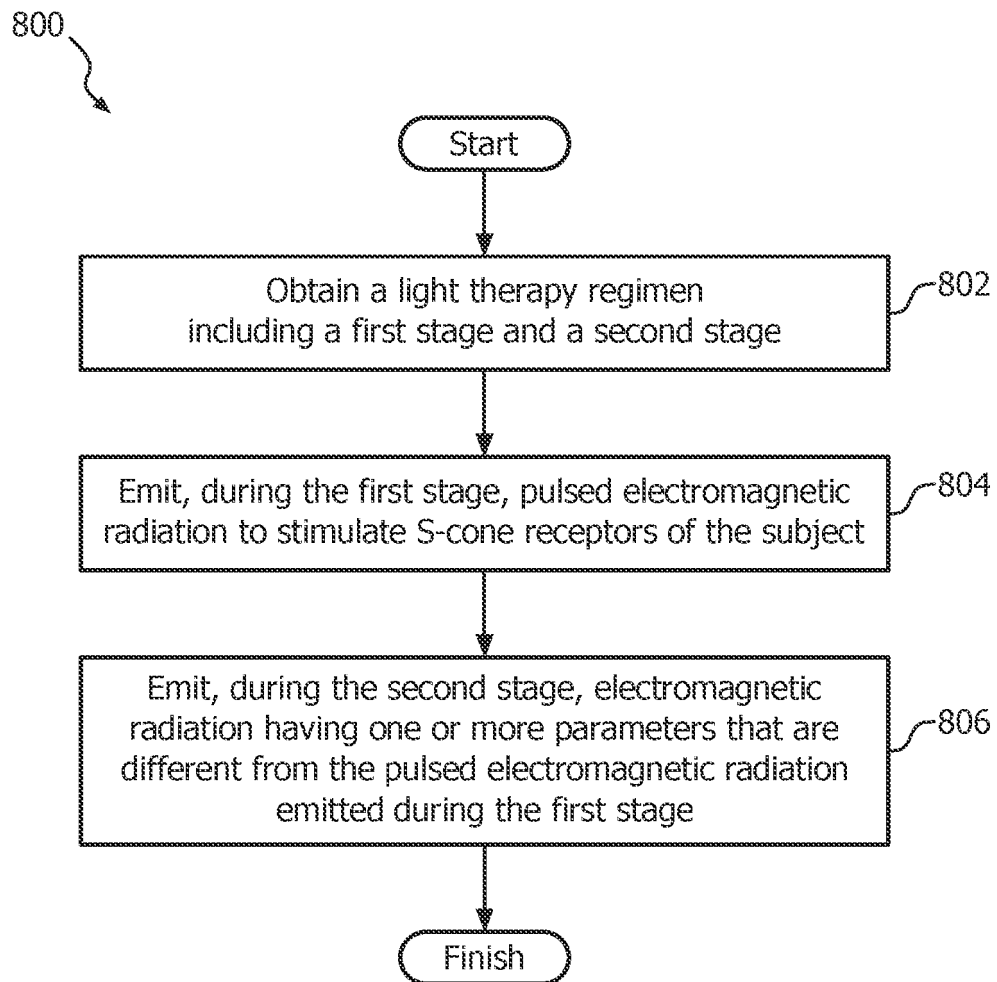 800
Start
Obtain a light therapy regimen
including a first stage and a second stage
802
Emit, during the first stage, pulsed electromagnetic
radiation to stimulate S-cone receptors of the subject
804
Emit, during the second stage, electromagnetic
radiation having one or more parameters that are
different from the pulsed electromagnetic radiation
emitted during the first stage
806
Finish